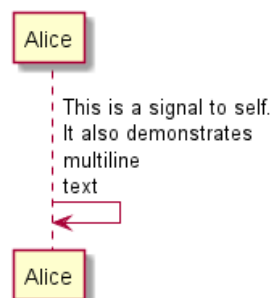 Alice
This is a signal to self.
It also demonstrates
multiline
text
Alice